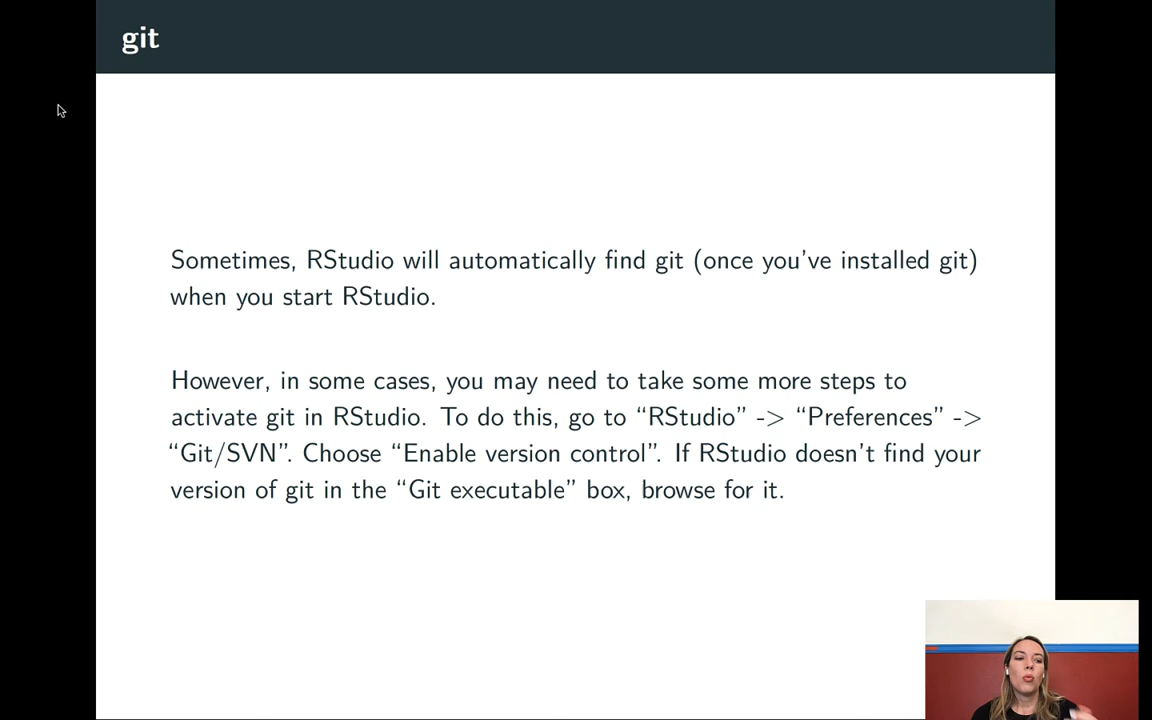 git
Sometimes, RStudio will automatically find git (once you’ve installed git)
when you start RStudio.
However, in some cases, you may need to take some more steps to
activate git in RStudio. To do this, go to “RStudio” -> “Preferences” ->
“Git/SVN”. Choose “Enable version control”. If RStudio doesn’t find your
version of git in the “Git executable” box, browse for it.